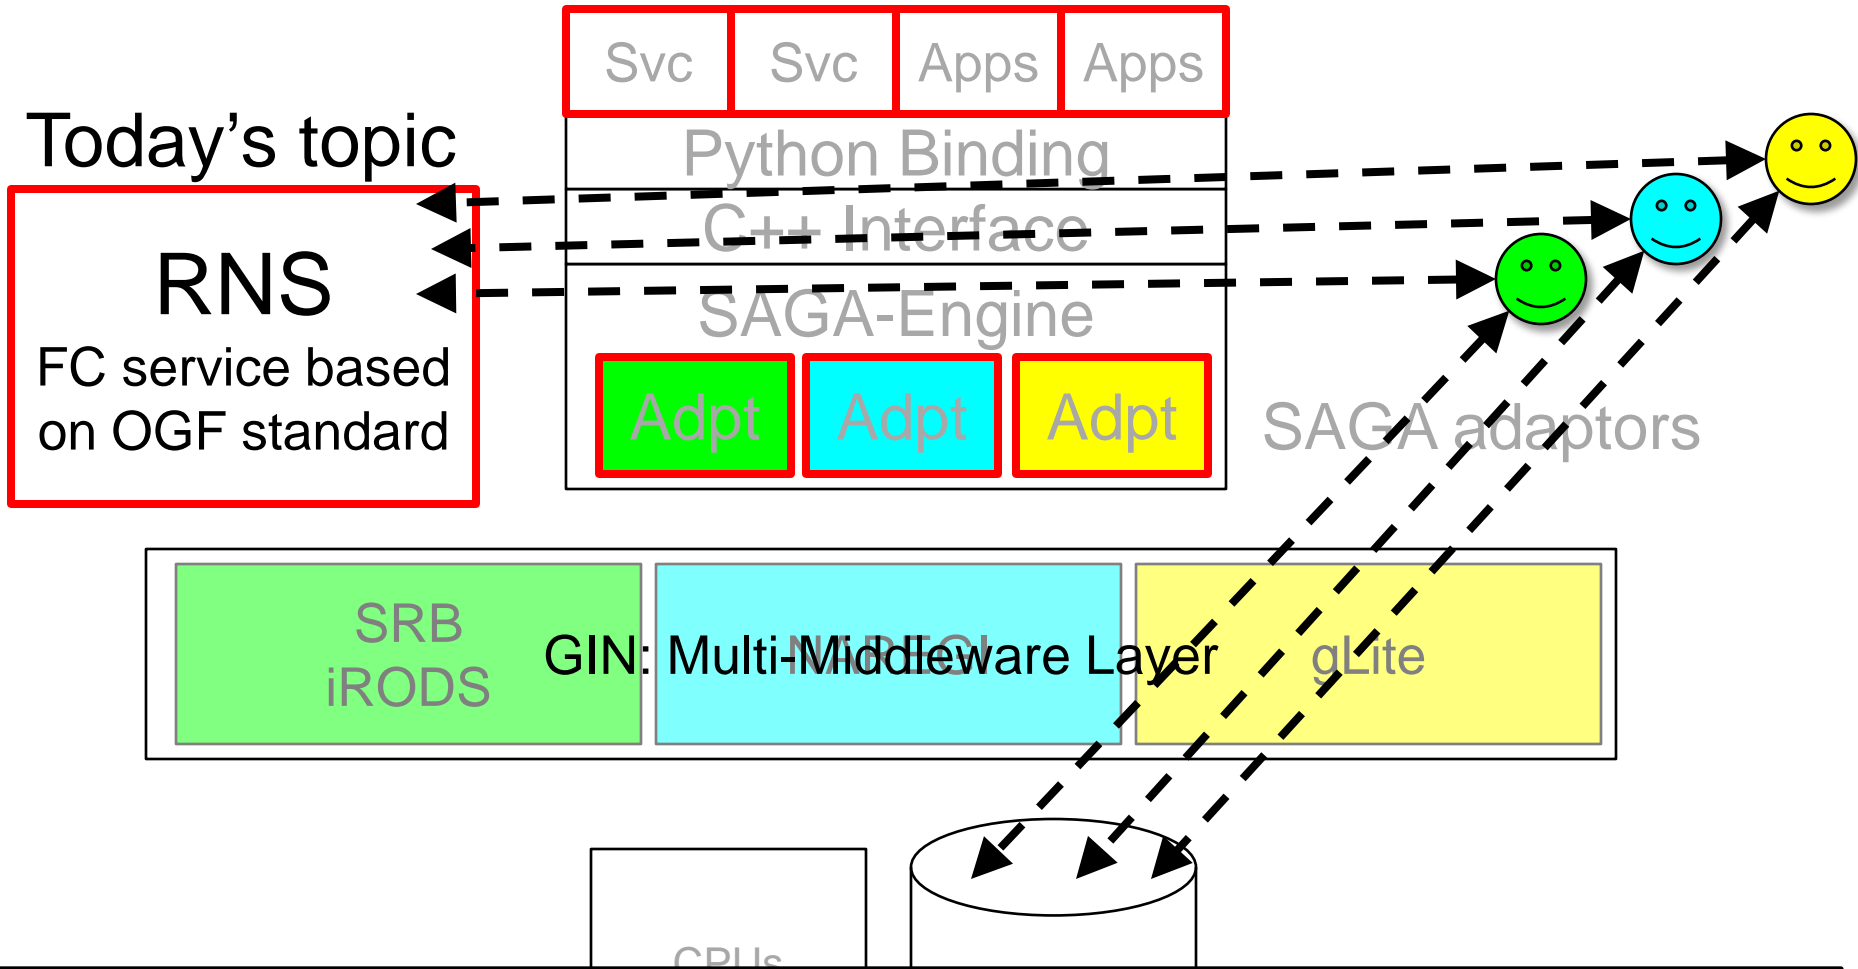 Svc
Svc
Apps
Apps
Today's topic
Python Binding
C++ Interface
RNS
FC service based
on OGF standard
SAGA-Engine
Adpt
Adpt
Adpt
SAGA adaptors
SRB
iRODS
GIN: Multi-Middleware Layer
NAREGI
gLite
CPUs